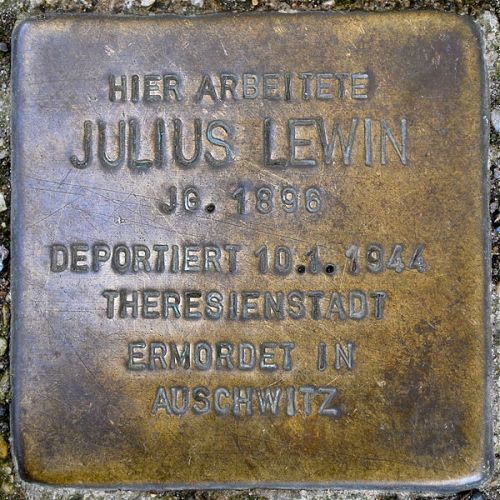 HIER ARBEITETE
JULIUS LEWIN
JG. 1896
DEPORTIERT 10.1.1944
THERESIENSTADT
ERMORDET IN
AUSCHWITZ